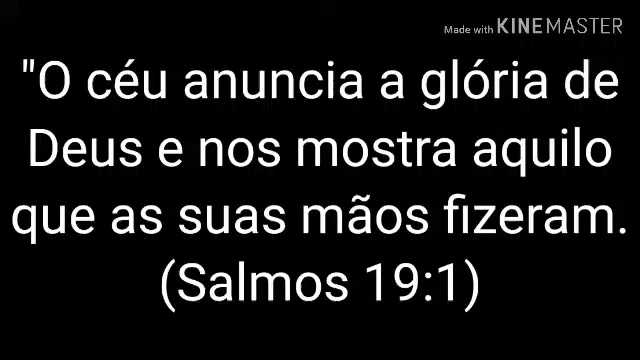 Made with KINEMASTER
"O céu anuncia a glória de
Deus e nos mostra aquilo
que as suas mãos fizeram.
(Salmos 19:1)